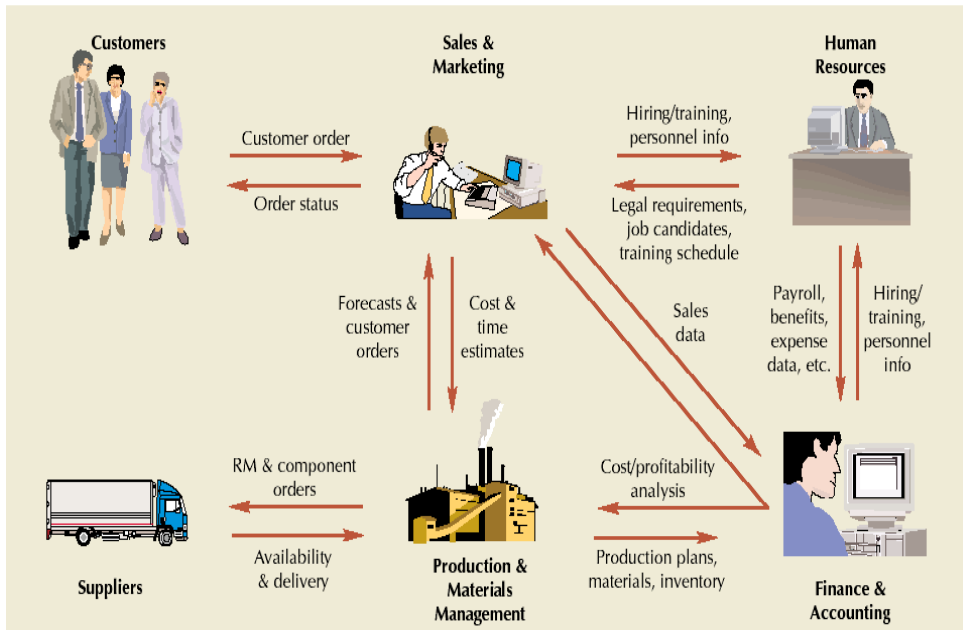 Customers
Sales &
Marketing
Human
Resources
Customer order
Order status
Hiring/training,
personnel info
Legal requirements,
job candidates,
training schedule
Forecasts &
customer
orders
Cost &
time
estimates
Sales
data
Payroll,
benefits,
expense
data, etc.
Hiring/
training,
personnel
info
RM & component
orders
Availability
& delivery
Cost/profitability
analysis
Production plans,
materials, inventory
Suppliers
Production &
Materials
Management
Finance &
Accounting